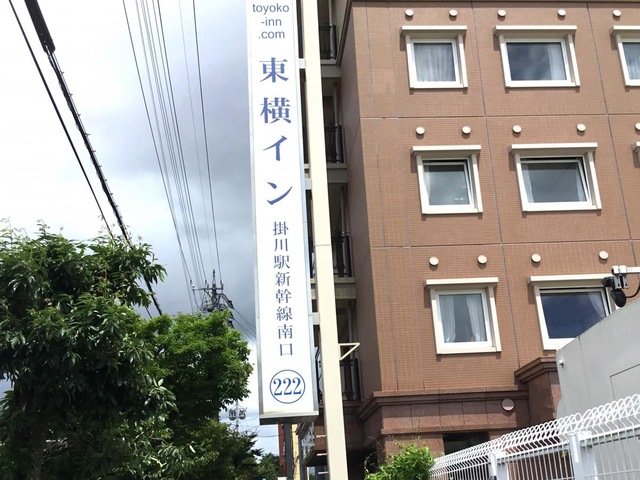 toyoko
-inn
.com
東横イン
掛川駅新幹線南口
222